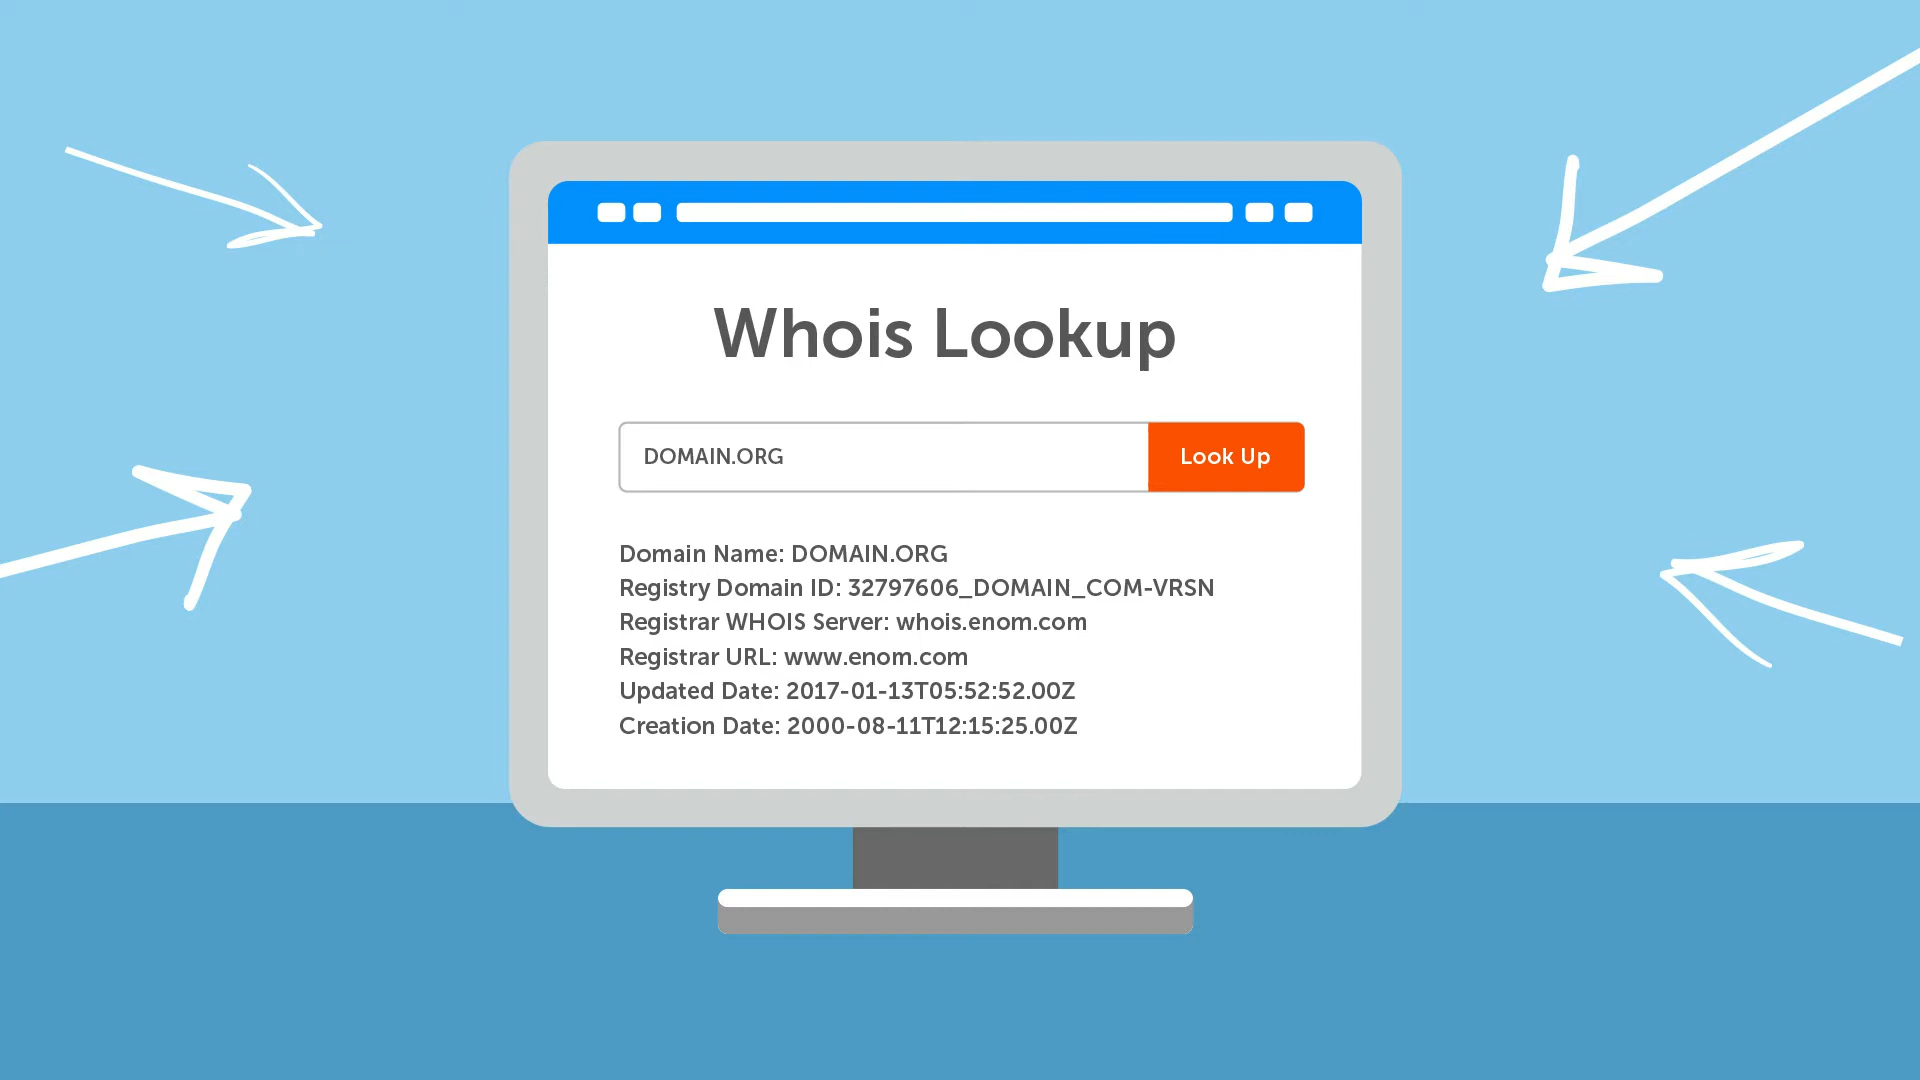 Whois Lookup
DOMAIN.ORG
Look Up
Domain Name: DOMAIN.ORG
Registry Domain ID: 32797606_DOMAIN_COM-VRSN
Registrar WHOIS Server: whois.enom.com
Registrar URL: www.enom.com
Updated Date: 2017-01-13T05:52:52.00Z
Creation Date: 2000-08-11T12:15:25.00Z